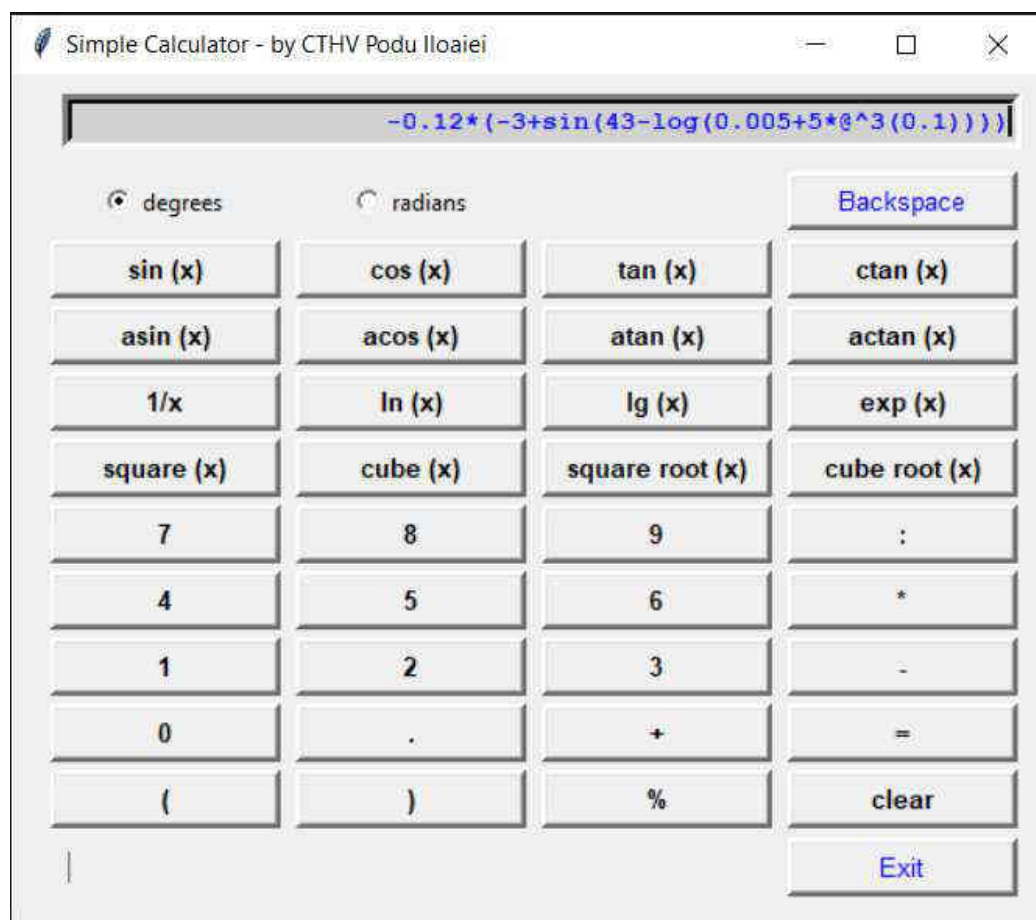 Simple Calculator - by CTHV Podu Iloaiei
-0.12*(-3+sin(43-log(0.005+5*@^3(0.1))))
degrees radians Backspace
sin (x) cos (x) tan (x) ctan (x)
asin (x) acos (x) atan (x) actan (x)
1/x ln (x) lg (x) exp (x)
square (x) cube (x) square root (x) cube root (x)
7 8 9 :
4 5 6 *
1 2 3 -
0 . + =
( ) % clear
Exit